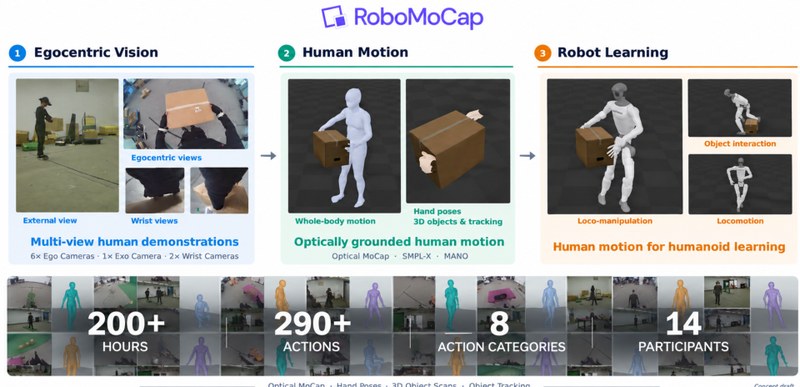 RoboMoCap
1 Egocentric Vision
External view
Egocentric views
Wrist views
Multi-view human demonstrations
6× Ego Cameras · 1× Exo Camera · 2× Wrist Cameras
2 Human Motion
Whole-body motion
Hand poses
3D objects & tracking
Optically grounded human motion
Optical MoCap · SMPL-X · MANO
3 Robot Learning
Loco-manipulation
Object interaction
Locomotion
Human motion for humanoid learning
200+
HOURS
290+
ACTIONS
8
ACTION CATEGORIES
14
PARTICIPANTS
Optical MoCap · Hand Poses · 3D Object Scans · Object Tracking
Concept draft